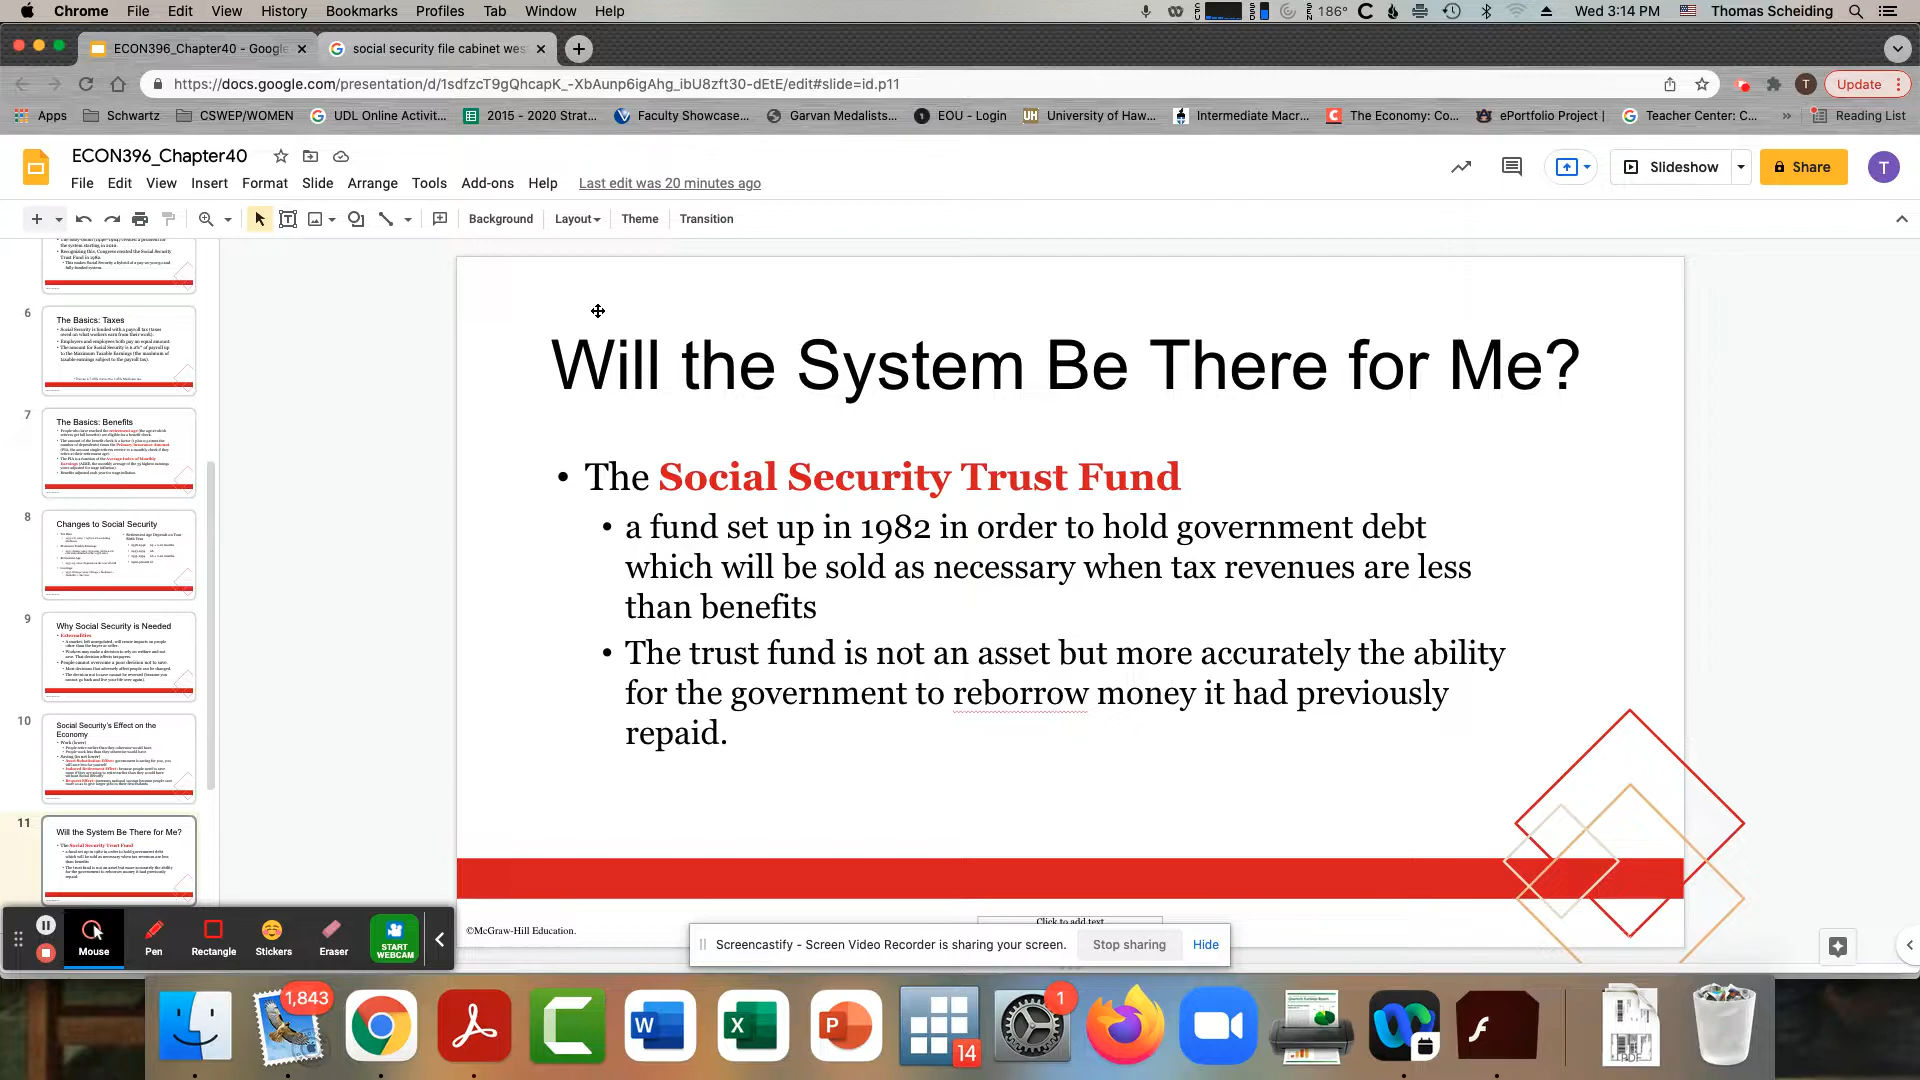 Chrome File Edit View History Bookmarks Profiles Tab Window Help
186° Wed 3:14 PM Thomas Scheiding
ECON396_Chapter40 - Google
social security file cabinet wes
https://docs.google.com/presentation/d/1sdfzcT9gQhcapK_-XbAunp6igAhg_ibU8zft30-dEtE/edit#slide=id.p11
T
Update
Apps
Schwartz
CSWEP/WOMEN
UDL Online Activit...
2015 - 2020 Strat...
Faculty Showcase...
Garvan Medalists...
EOU - Login
University of Haw...
Intermediate Macr...
The Economy: Co...
ePortfolio Project |
Teacher Center: C...
»
Reading List
ECON396_Chapter40
File Edit View Insert Format Slide Arrange Tools Add-ons Help Last edit was 20 minutes ago
Slideshow
Share
T
Background Layout Theme Transition
6
The Basics: Taxes
7
The Basics: Benefits
8
Changes to Social Security
9
Why Social Security is Needed
10
Social Security's Effect on the
Economy
11
Will the System Be There for Me?
The Social Security Trust Fund
Will the System Be There for Me?
• The Social Security Trust Fund
• a fund set up in 1982 in order to hold government debt
which will be sold as necessary when tax revenues are less
than benefits
• The trust fund is not an asset but more accurately the ability
for the government to reborrow money it had previously
repaid.
©McGraw-Hill Education.
Click to add text
Mouse Pen Rectangle Stickers Eraser START WEBCAM
Screencastify - Screen Video Recorder is sharing your screen. Stop sharing Hide
1,843
W
X
P
14
1
PDF